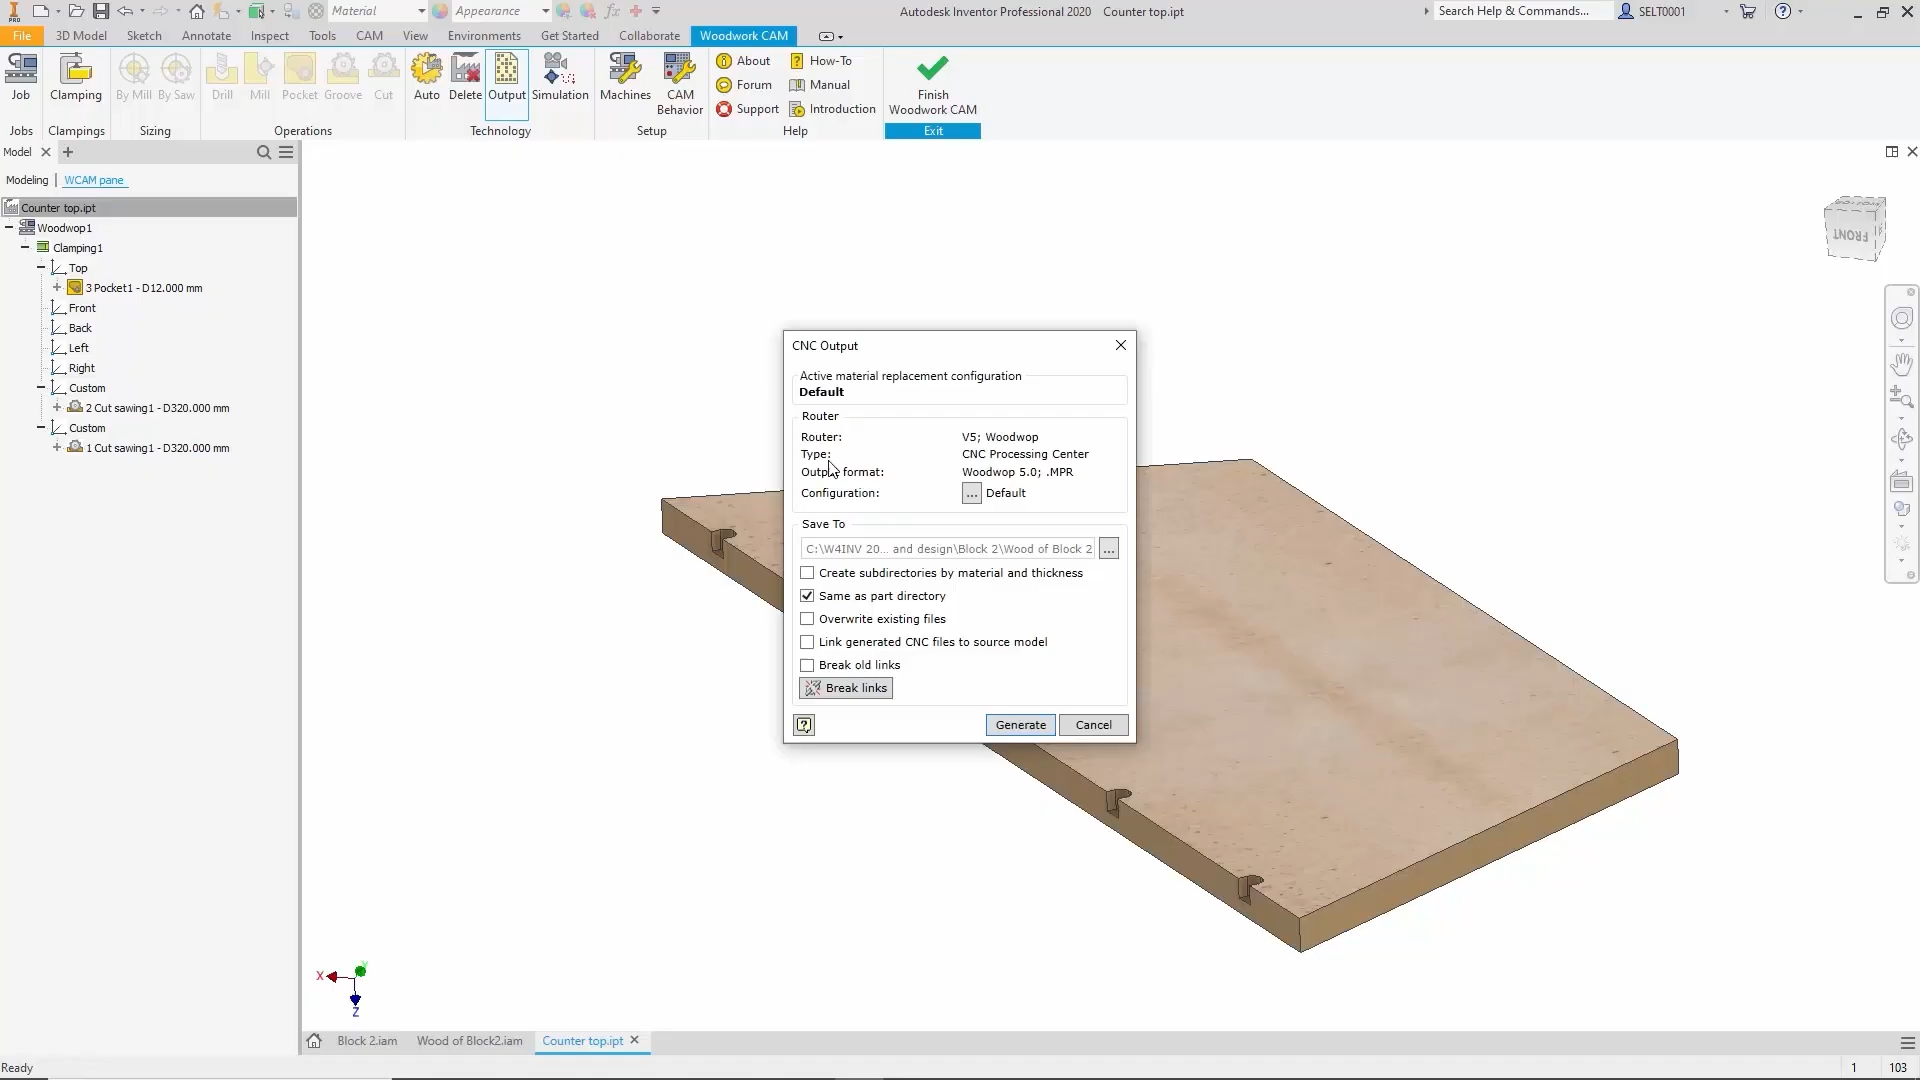 Material
Appearance
Autodesk Inventor Professional 2020 Counter top.ipt
Search Help & Commands...
SELT0001
File 3D Model Sketch Annotate Inspect Tools CAM View Environments Get Started Collaborate Woodwork CAM
Job Clamping By Mill By Saw Drill Mill Pocket Groove Cut Auto Delete Output Simulation Machines CAM Behavior
About How-To
Forum Manual
Support Introduction
Finish
Woodwork CAM
Jobs Clampings Sizing Operations Technology Setup Help Exit
Model
Modeling WCAM pane
Counter top.ipt
Woodwop1
Clamping1
Top
3 Pocket1 - D12.000 mm
Front
Back
Left
Right
Custom
2 Cut sawing1 - D320.000 mm
Custom
1 Cut sawing1 - D320.000 mm
FRONT
CNC Output
Active material replacement configuration
Default
Router
Router: V5; Woodwop
Type: CNC Processing Center
Output format: Woodwop 5.0; .MPR
Configuration: ... Default
Save To
C:\W4INV 20... and design\Block 2\Wood of Block 2 ...
Create subdirectories by material and thickness
Same as part directory
Overwrite existing files
Link generated CNC files to source model
Break old links
Break links
Generate Cancel
X
Y
Z
Block 2.iam Wood of Block2.iam Counter top.ipt
Ready
1 103